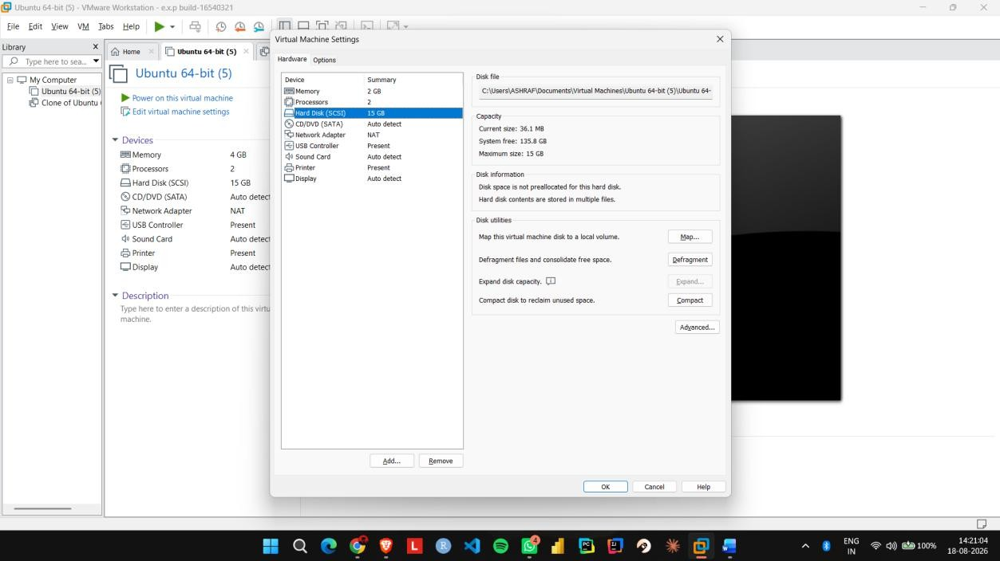 Ubuntu 64-bit (5) - VMware Workstation - e.x.p build-16540321
File Edit View VM Tabs Help
Library
Type here to sea...
My Computer
Ubuntu 64-bit (5)
Clone of Ubuntu
Home
Ubuntu 64-bit (5)
Ubuntu 64-bit (5)
Power on this virtual machine
Edit virtual machine settings
Devices
Memory 4 GB
Processors 2
Hard Disk (SCSI) 15 GB
CD/DVD (SATA) Auto detect
Network Adapter NAT
USB Controller Present
Sound Card Auto detect
Printer Present
Display Auto detect
Description
Type here to enter a description of this virtu
machine.
Virtual Machine Settings
Hardware Options
Device Summary
Memory 2 GB
Processors 2
Hard Disk (SCSI) 15 GB
CD/DVD (SATA) Auto detect
Network Adapter NAT
USB Controller Present
Sound Card Auto detect
Printer Present
Display Auto detect
Add... Remove
Disk file
C:\Users\ASHRAF\Documents\Virtual Machines\Ubuntu 64-bit (5)\Ubuntu 64-
Capacity
Current size: 36.1 MB
System free: 135.8 GB
Maximum size: 15 GB
Disk information
Disk space is not preallocated for this hard disk.
Hard disk contents are stored in multiple files.
Disk utilities
Map this virtual machine disk to a local volume. Map...
Defragment files and consolidate free space. Defragment
Expand disk capacity. Expand...
Compact disk to reclaim unused space. Compact
Advanced...
OK Cancel Help
L R 4 PC IJ W
ENG
IN
100%
14:21:04
18-08-2026